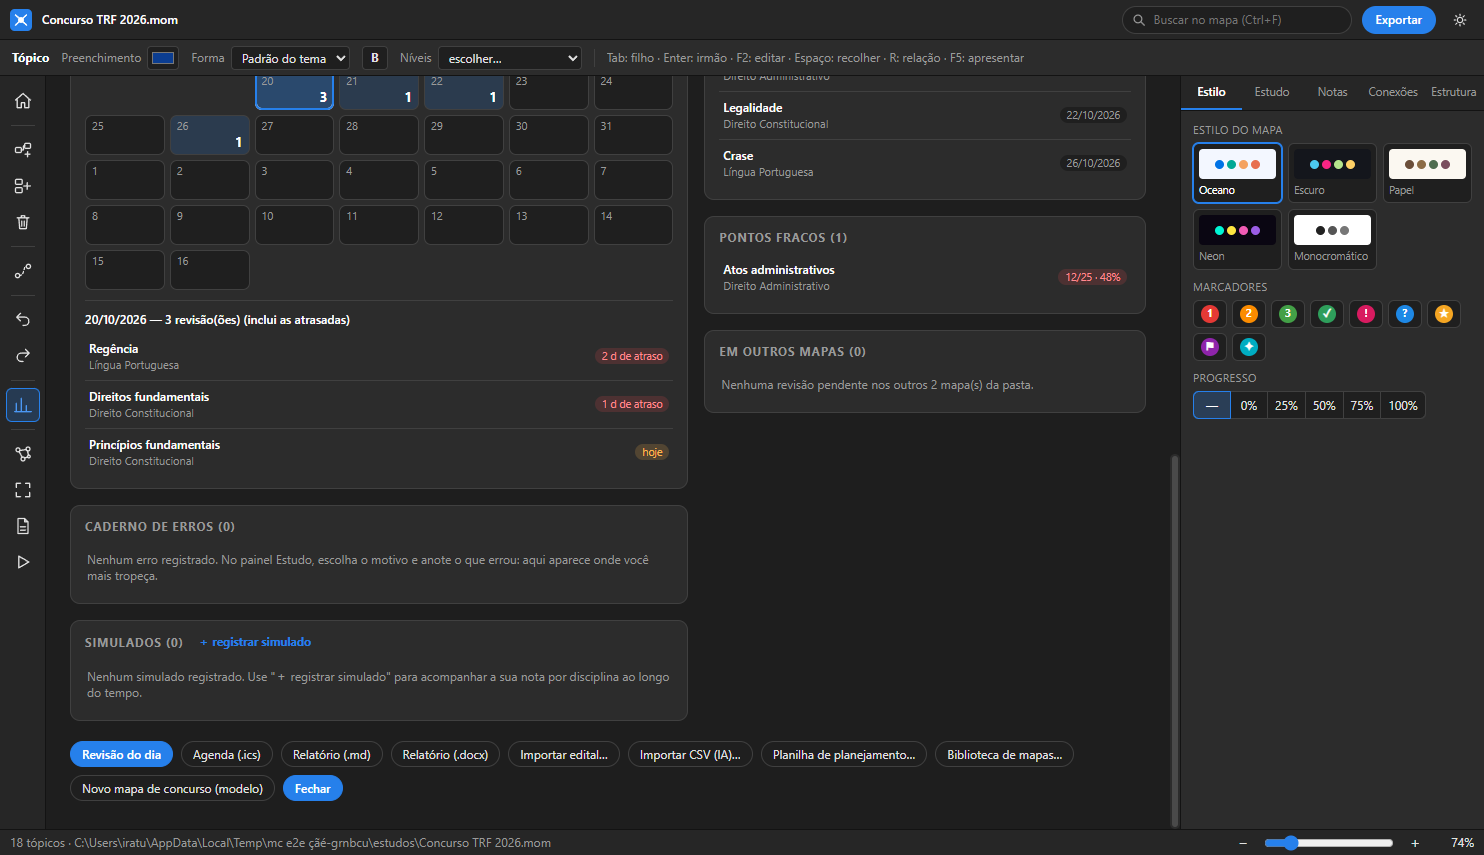 Concurso TRF 2026.mom
Buscar no mapa (Ctrl+F)
Exportar
Tópico
Preenchimento
Forma
Padrão do tema
B
Níveis
escolher...
Tab: filho · Enter: irmão · F2: editar · Espaço: recolher · R: relação · F5: apresentar
20
3
21
1
22
1
23
24
25
26
1
27
28
29
30
31
1
2
3
4
5
6
7
8
9
10
11
12
13
14
15
16
20/10/2026 — 3 revisão(ões) (inclui as atrasadas)
Regência
Língua Portuguesa
2 d de atraso
Direitos fundamentais
Direito Constitucional
1 d de atraso
Princípios fundamentais
Direito Constitucional
hoje
CADERNO DE ERROS (0)
Nenhum erro registrado. No painel Estudo, escolha o motivo e anote o que errou: aqui aparece onde você
mais tropeça.
SIMULADOS (0)
+ registrar simulado
Nenhum simulado registrado. Use "+ registrar simulado" para acompanhar a sua nota por disciplina ao longo
do tempo.
Direito Administrativo
Legalidade
Direito Constitucional
22/10/2026
Crase
Língua Portuguesa
26/10/2026
PONTOS FRACOS (1)
Atos administrativos
Direito Administrativo
12/25 · 48%
EM OUTROS MAPAS (0)
Nenhuma revisão pendente nos outros 2 mapa(s) da pasta.
Revisão do dia
Agenda (.ics)
Relatório (.md)
Relatório (.docx)
Importar edital...
Importar CSV (IA)...
Planilha de planejamento...
Biblioteca de mapas...
Novo mapa de concurso (modelo)
Fechar
Estilo
Estudo
Notas
Conexões
Estrutura
ESTILO DO MAPA
Oceano
Escuro
Papel
Neon
Monocromático
MARCADORES
1
2
3
✓
!
?
★
PROGRESSO
—
0%
25%
50%
75%
100%
18 tópicos · C:\Users\iratu\AppData\Local\Temp\mc e2e çãé-grnbcu\estudos\Concurso TRF 2026.mom
−
+
74%